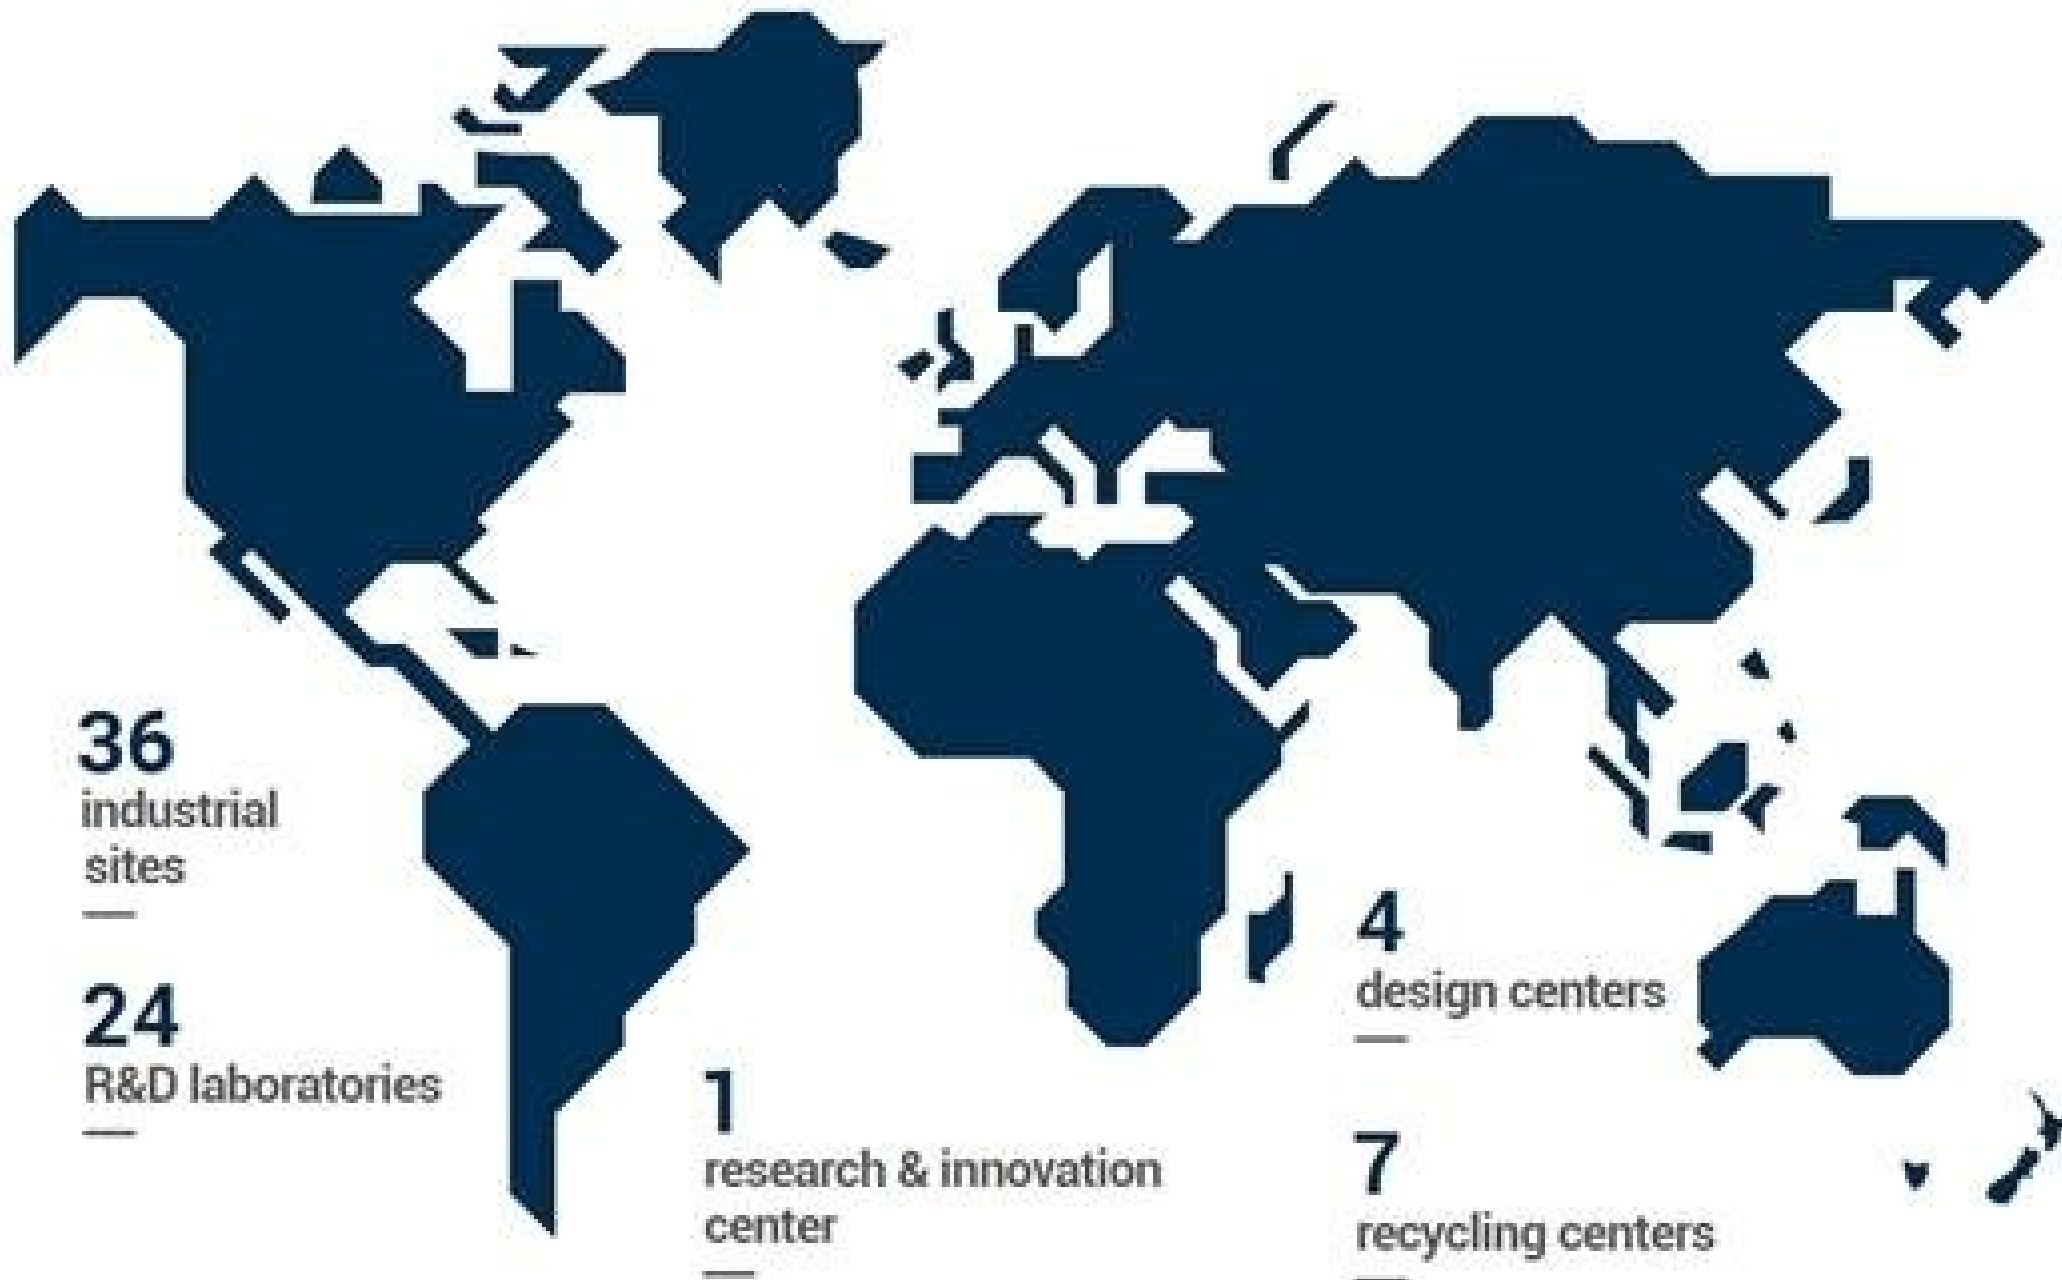 36
industrial
sites
24
R&D laboratories
1
research & innovation
center
4
design centers
7
recycling centers